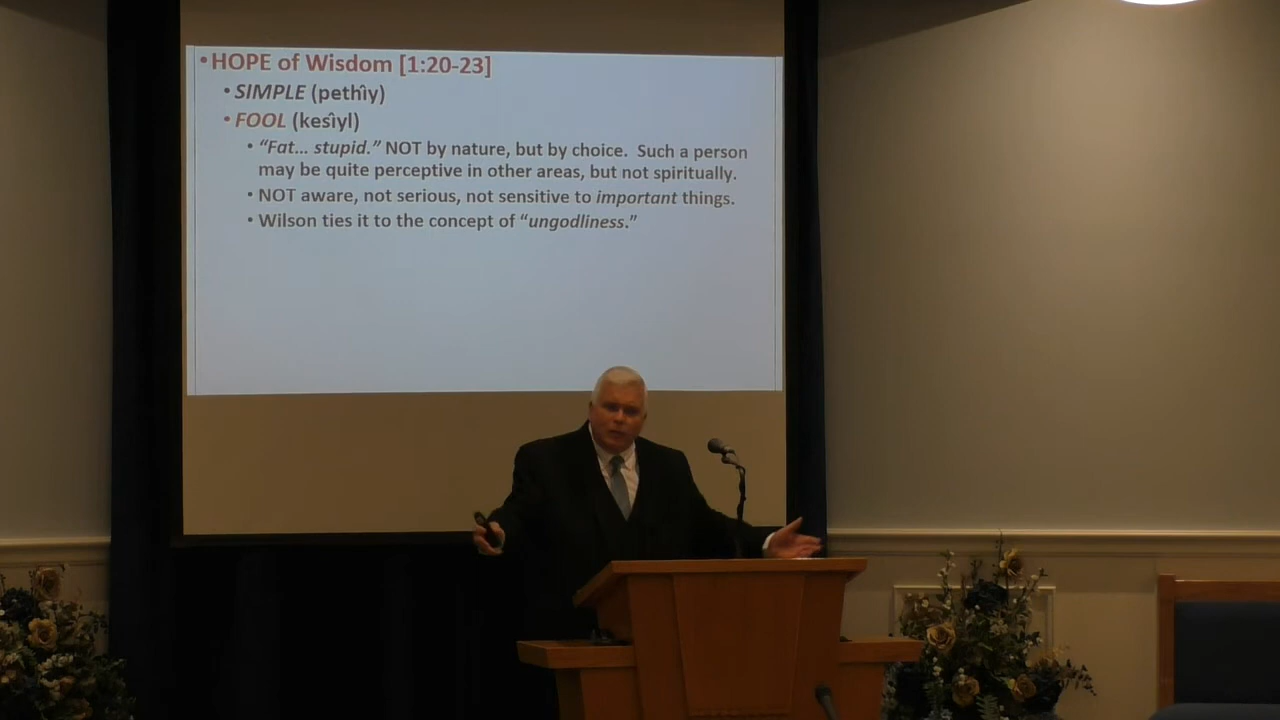 •HOPE of Wisdom [1:20-23]
•SIMPLE (pethîy)
•FOOL (kesîyl)
•"Fat... stupid." NOT by nature, but by choice. Such a person
may be quite perceptive in other areas, but not spiritually.
•NOT aware, not serious, not sensitive to important things.
•Wilson ties it to the concept of "ungodliness."